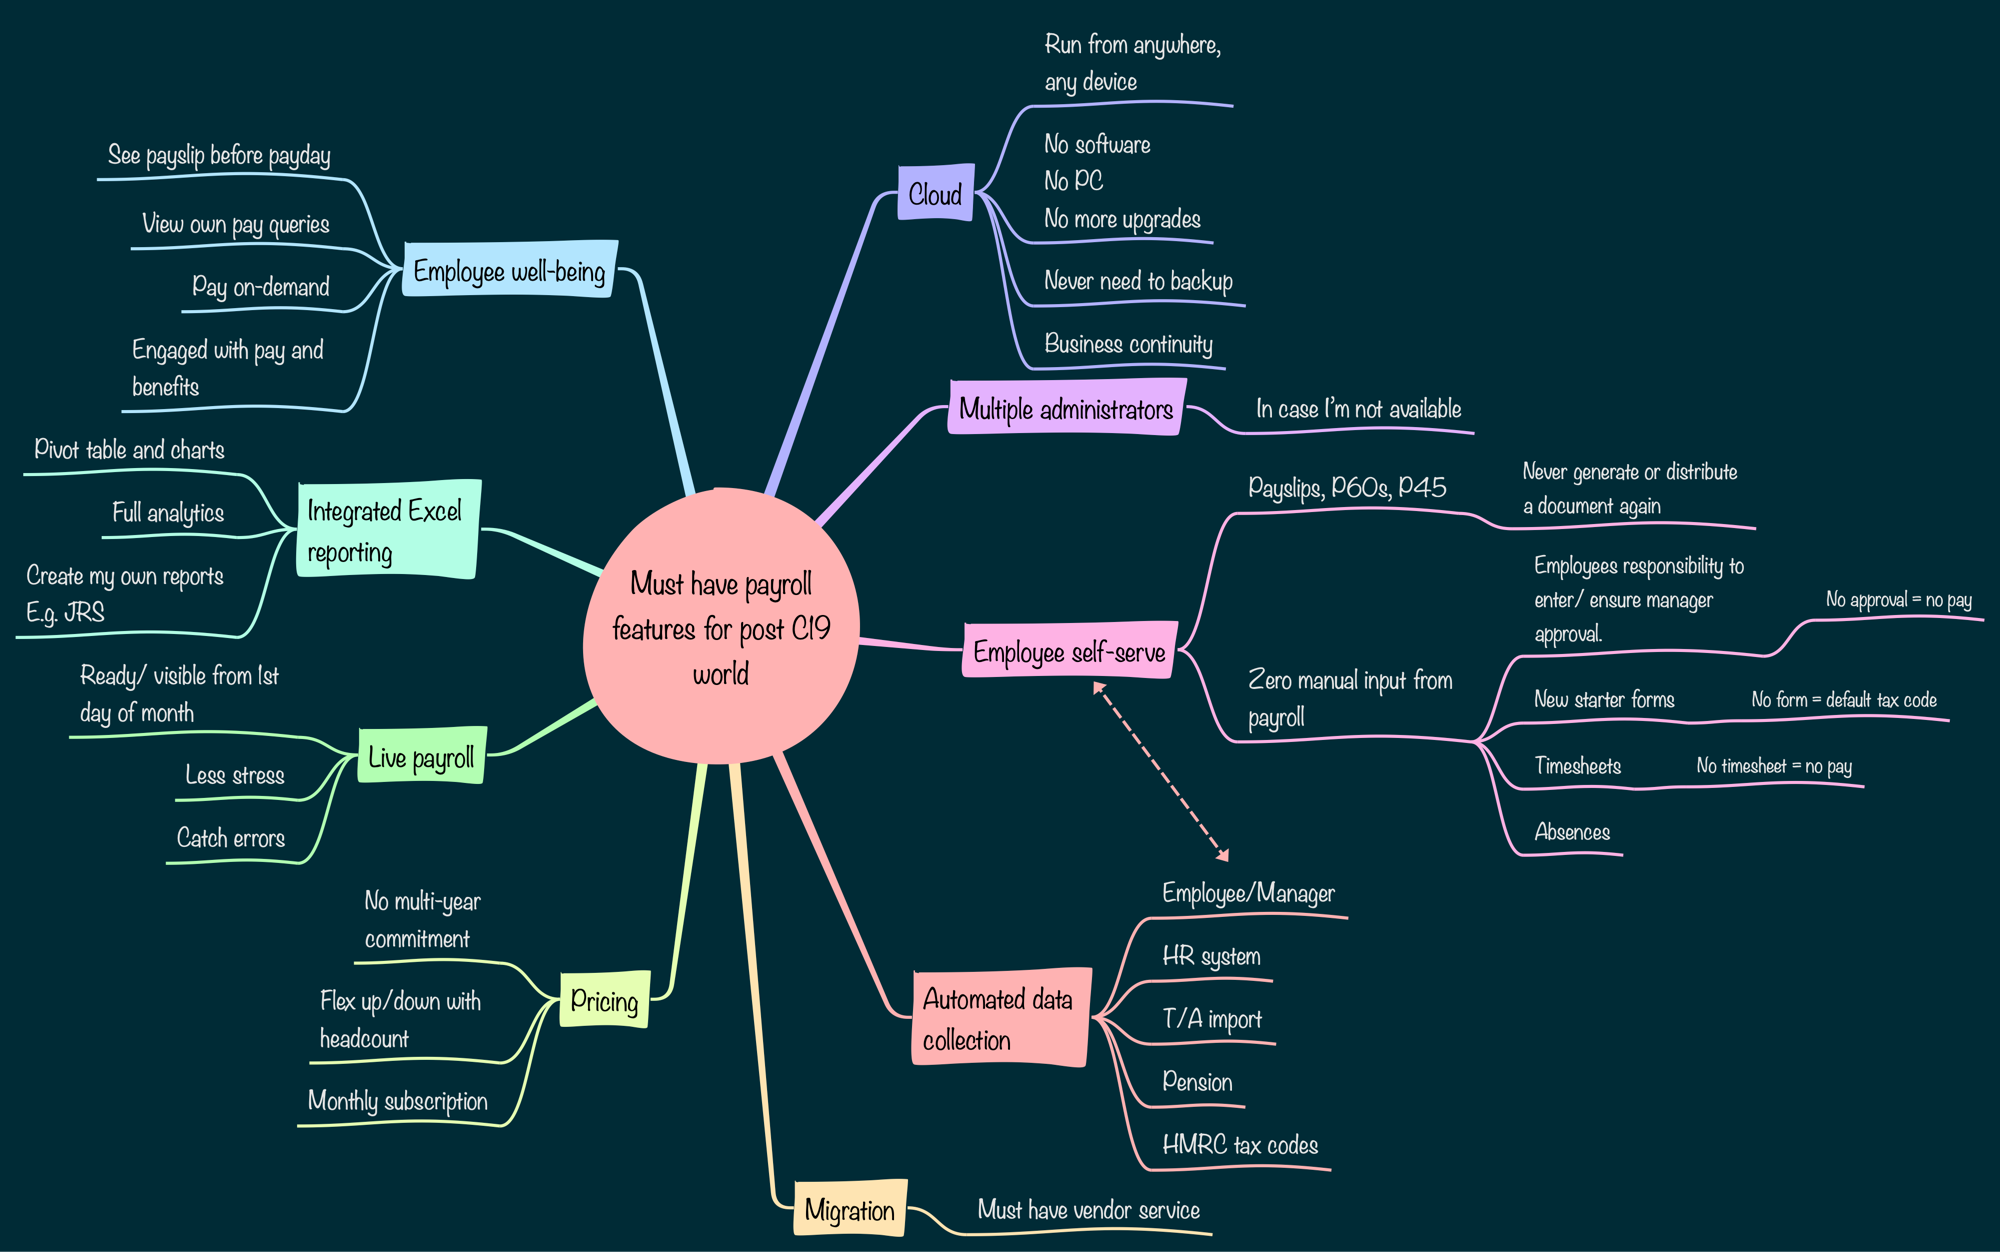 Must have payroll
features for post C19
world
Cloud
Run from anywhere,
any device
No software
No PC
No more upgrades
Never need to backup
Business continuity
Multiple administrators
In case I'm not available
Employee self-serve
Payslips, P60s, P45
Never generate or distribute
a document again
Zero manual input from
payroll
Employees responsibility to
enter/ ensure manager
approval.
No approval = no pay
New starter forms
No form = default tax code
Timesheets
No timesheet = no pay
Absences
Automated data
collection
Employee/Manager
HR system
T/A import
Pension
HMRC tax codes
Migration
Must have vendor service
Pricing
No multi-year
commitment
Flex up/down with
headcount
Monthly subscription
Live payroll
Ready/ visible from 1st
day of month
Less stress
Catch errors
Integrated Excel
reporting
Pivot table and charts
Full analytics
Create my own reports
E.g. JRS
Employee well-being
See payslip before payday
View own pay queries
Pay on-demand
Engaged with pay and
benefits